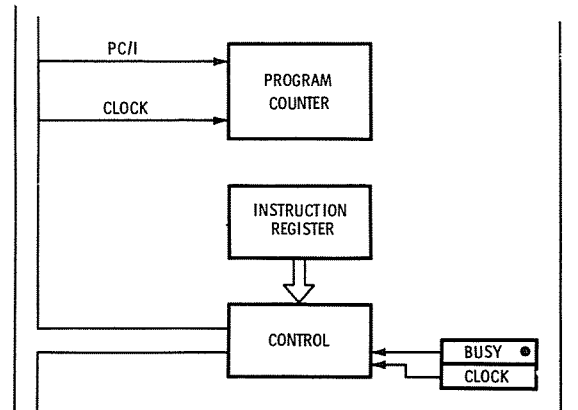 PC/I
PROGRAM
COUNTER
CLOCK
INSTRUCTION
REGISTER
CONTROL
BUSY
CLOCK